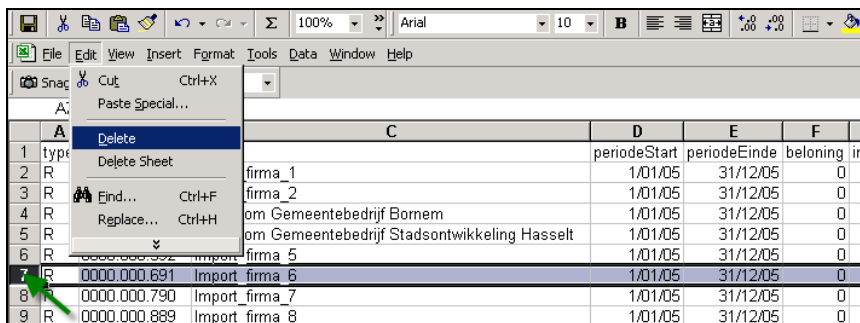 Σ 100% » Arial 10 B
File Edit View Insert Format Tools Data Window Help
Snag
Cut Ctrl+X
Paste Special...
Delete
Delete Sheet
Find... Ctrl+F
Replace... Ctrl+H
A C D E F
1 type periodeStart periodeEinde beloning
2 R firma_1 1/01/05 31/12/05 0
3 R firma_2 1/01/05 31/12/05 0
4 R om Gemeentebedrijf Bornem 1/01/05 31/12/05 0
5 R om Gemeentebedrijf Stadsontwikkeling Hasselt 1/01/05 31/12/05 0
6 R 0000.000.592 Import_firma_5 1/01/05 31/12/05 0
7 R 0000.000.691 Import_firma_6 1/01/05 31/12/05 0
8 R 0000.000.790 Import_firma_7 1/01/05 31/12/05 0
9 R 0000.000.889 Import_firma_8 1/01/05 31/12/05 0